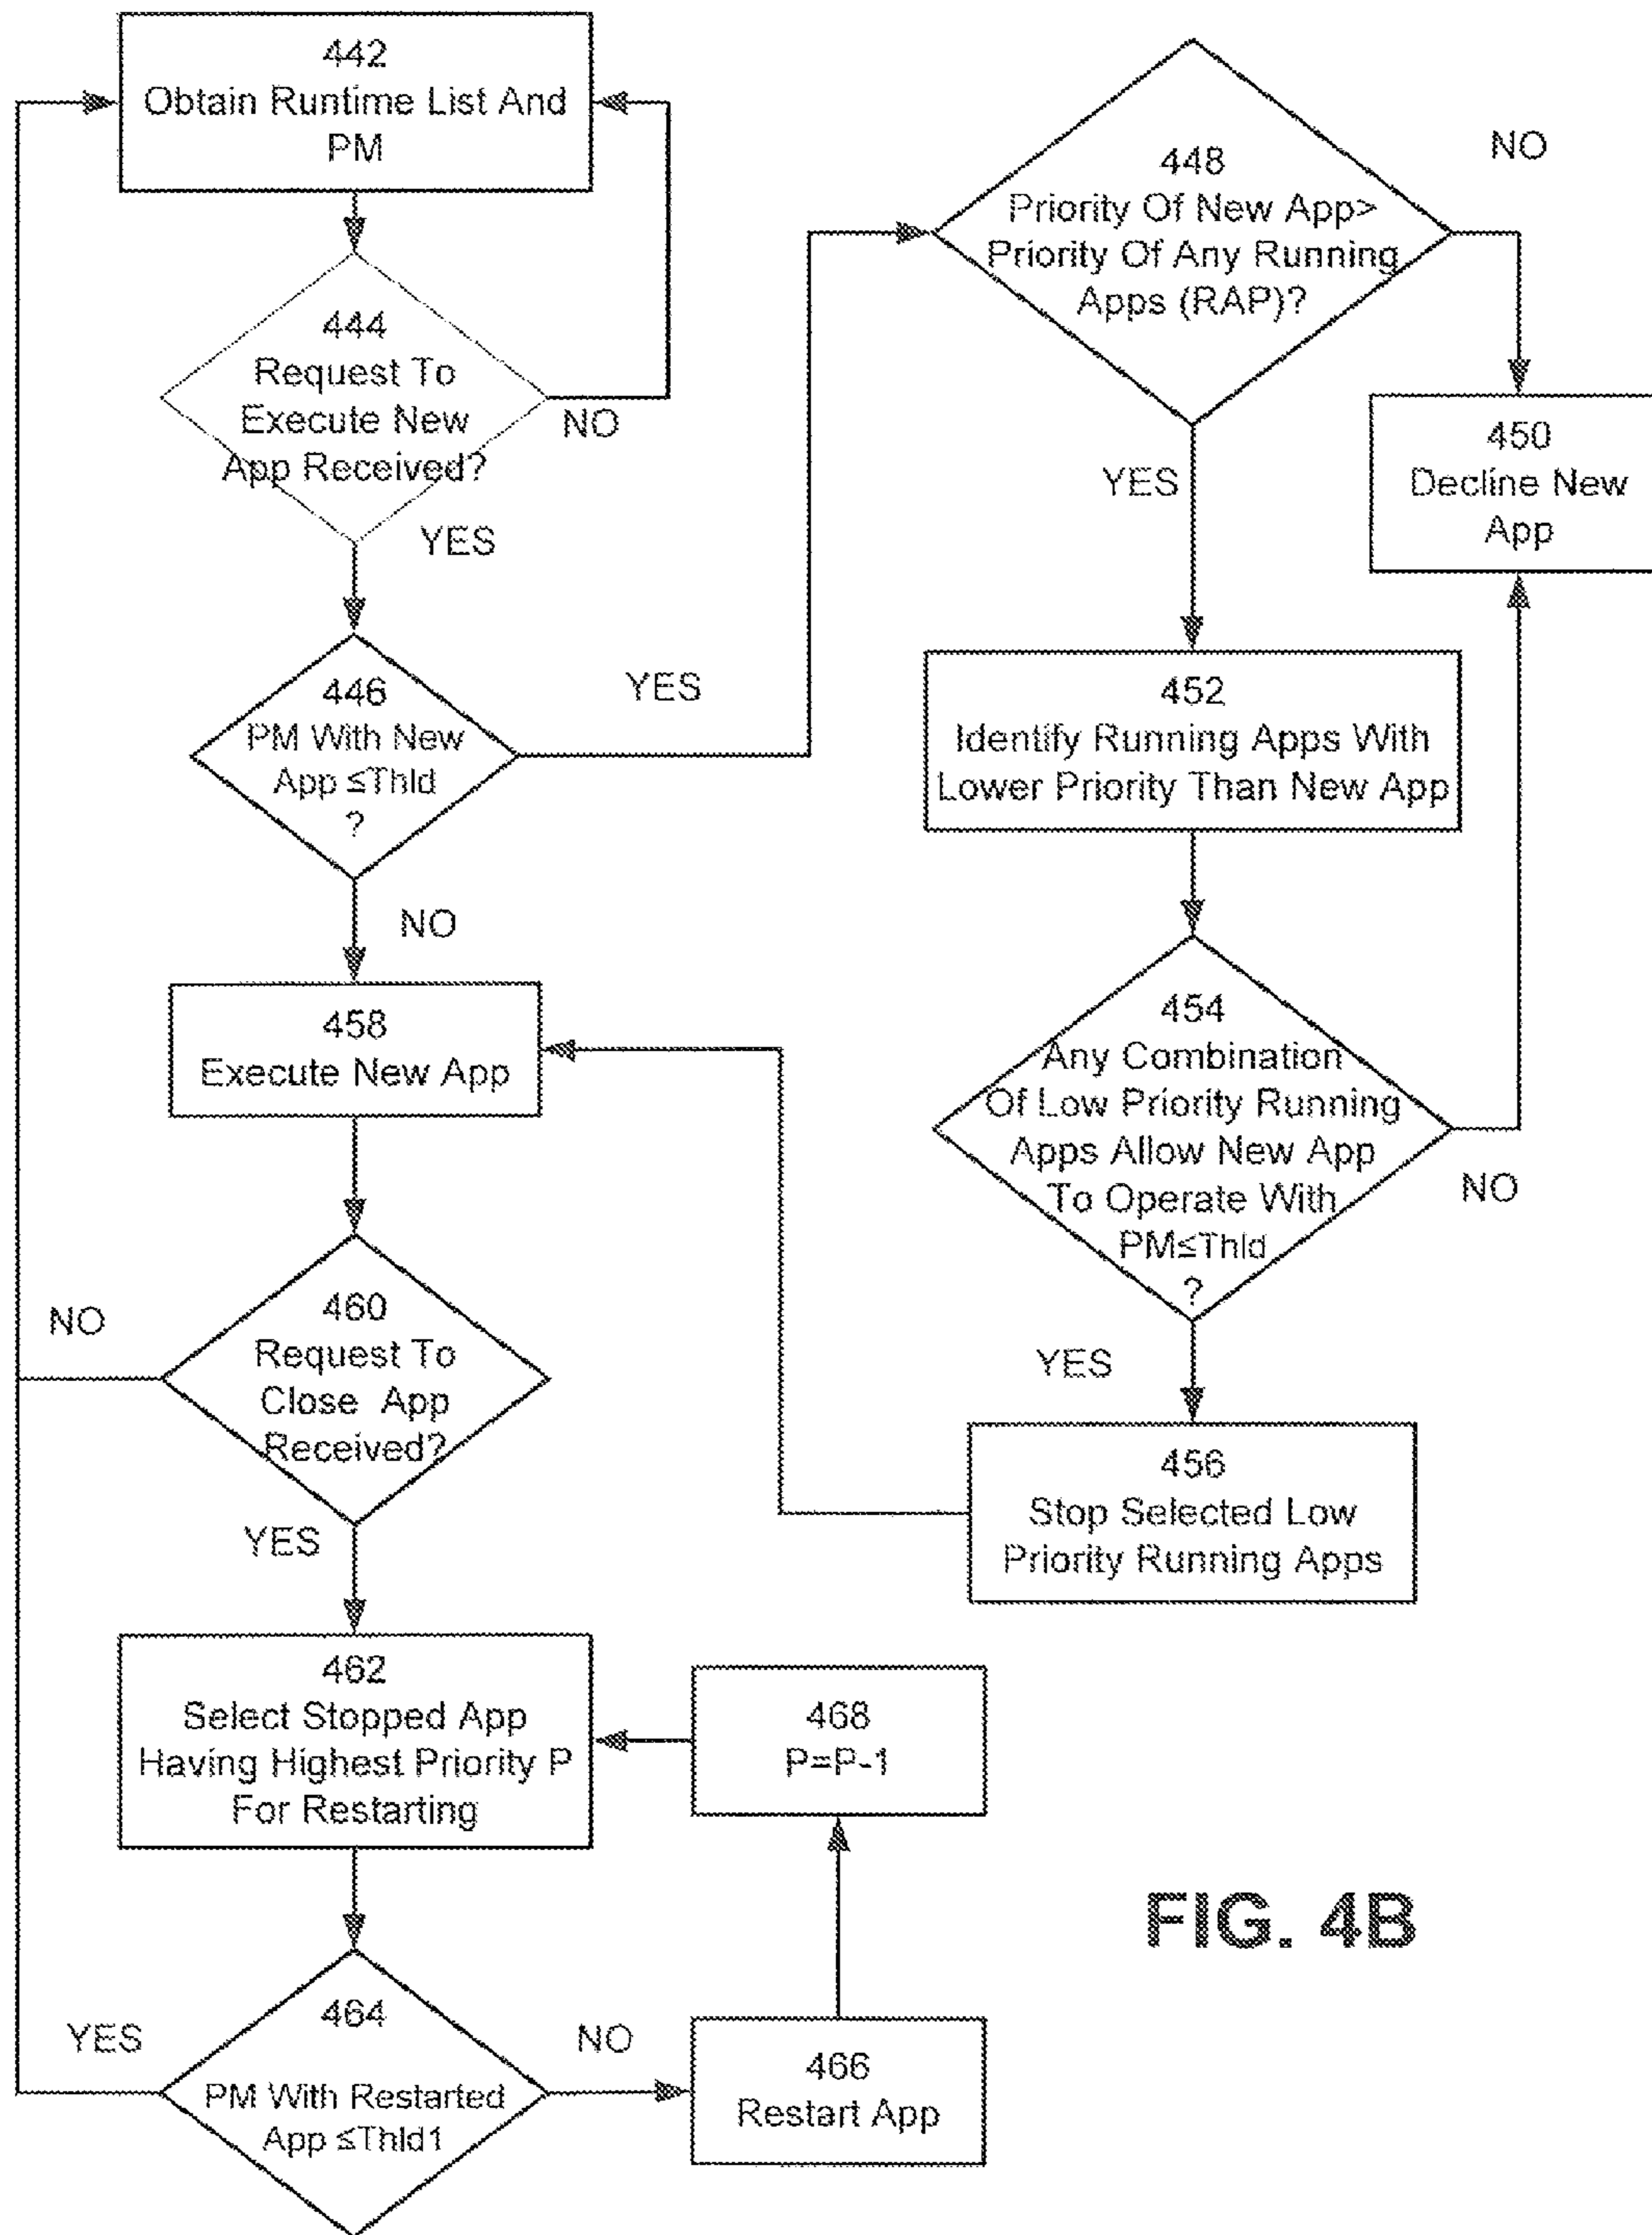 442
Obtain Runtime List And
PM
444
Request To
Execute New
App Received?
NO
YES
446
PM With New
App ≤Thld
?
YES
NO
448
Priority Of New App>
Priority Of Any Running
Apps (RAP)?
NO
YES
450
Decline New
App
452
Identify Running Apps With
Lower Priority Than New App
454
Any Combination
Of Low Priority Running
Apps Allow New App
To Operate With
PM≤Thld
?
NO
YES
456
Stop Selected Low
Priority Running Apps
458
Execute New App
460
Request To
Close App
Received?
NO
YES
462
Select Stopped App
Having Highest Priority P
For Restarting
464
PM With Restarted
App ≤Thld1
YES
NO
466
Restart App
468
P=P-1
FIG. 4B